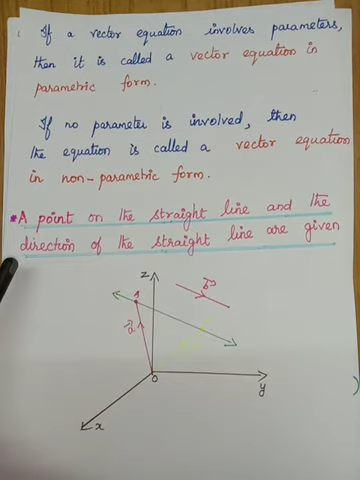 If a vector equation involves parameters,
then it is called a vector equation in
parametric form.
If no parameter is involved, then
the equation is called a vector equation
in non-parametric form.
*A point on the straight line and the
direction of the straight line are given
z
b
A
a
O
y
x